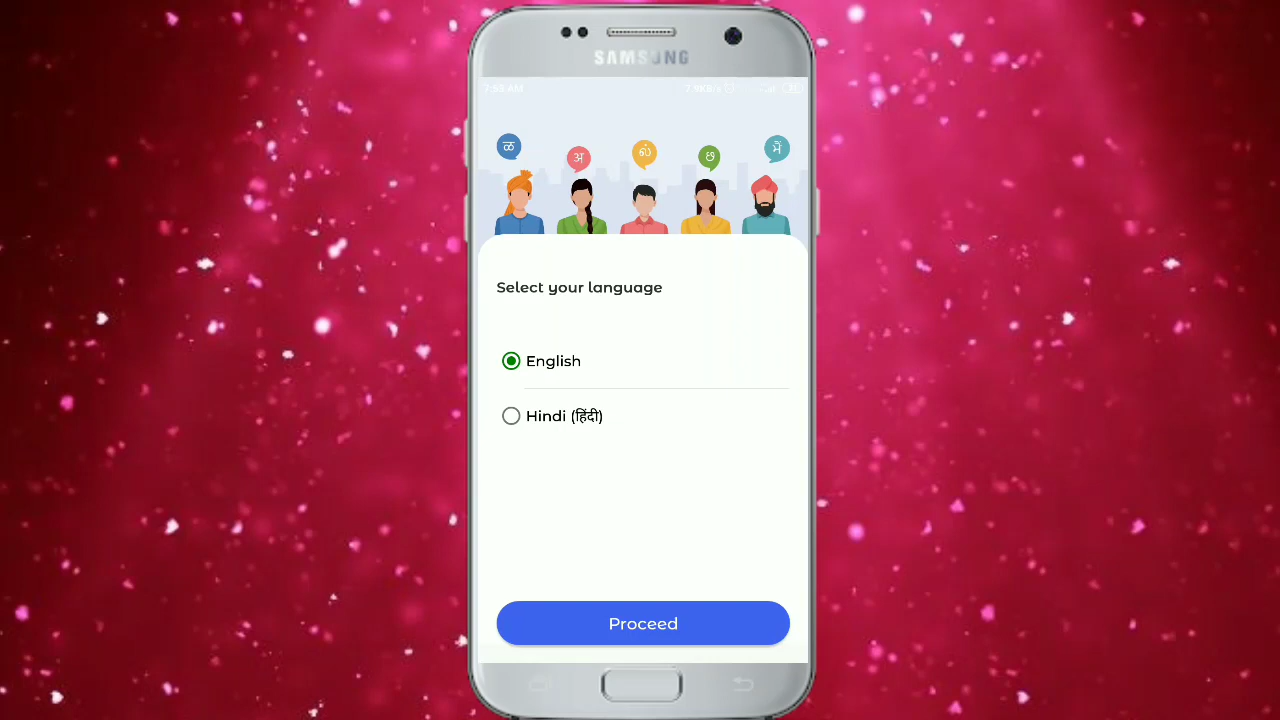 SAMSUNG
ळ
अ
છ
Select your language
English
Hindi (हिंदी)
Proceed